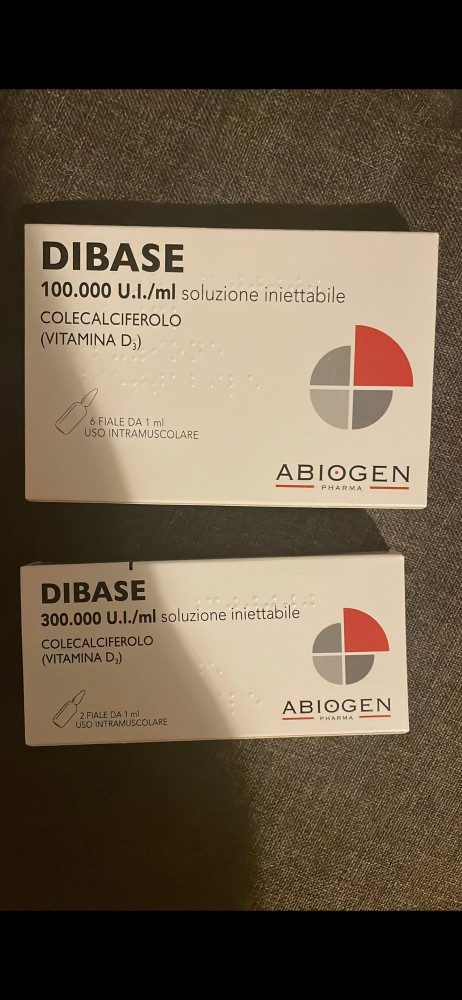 DIBASE
100.000 U.I./ml soluzione iniettabile
COLECALCIFEROLO
(VITAMINA D₃)
6 FIALE DA 1 ml
USO INTRAMUSCOLARE
ABIOGEN
PHARMA
DIBASE
300.000 U.I./ml soluzione iniettabile
COLECALCIFEROLO
(VITAMINA D₃)
2 FIALE DA 1 ml
USO INTRAMUSCOLARE
ABIOGEN
PHARMA